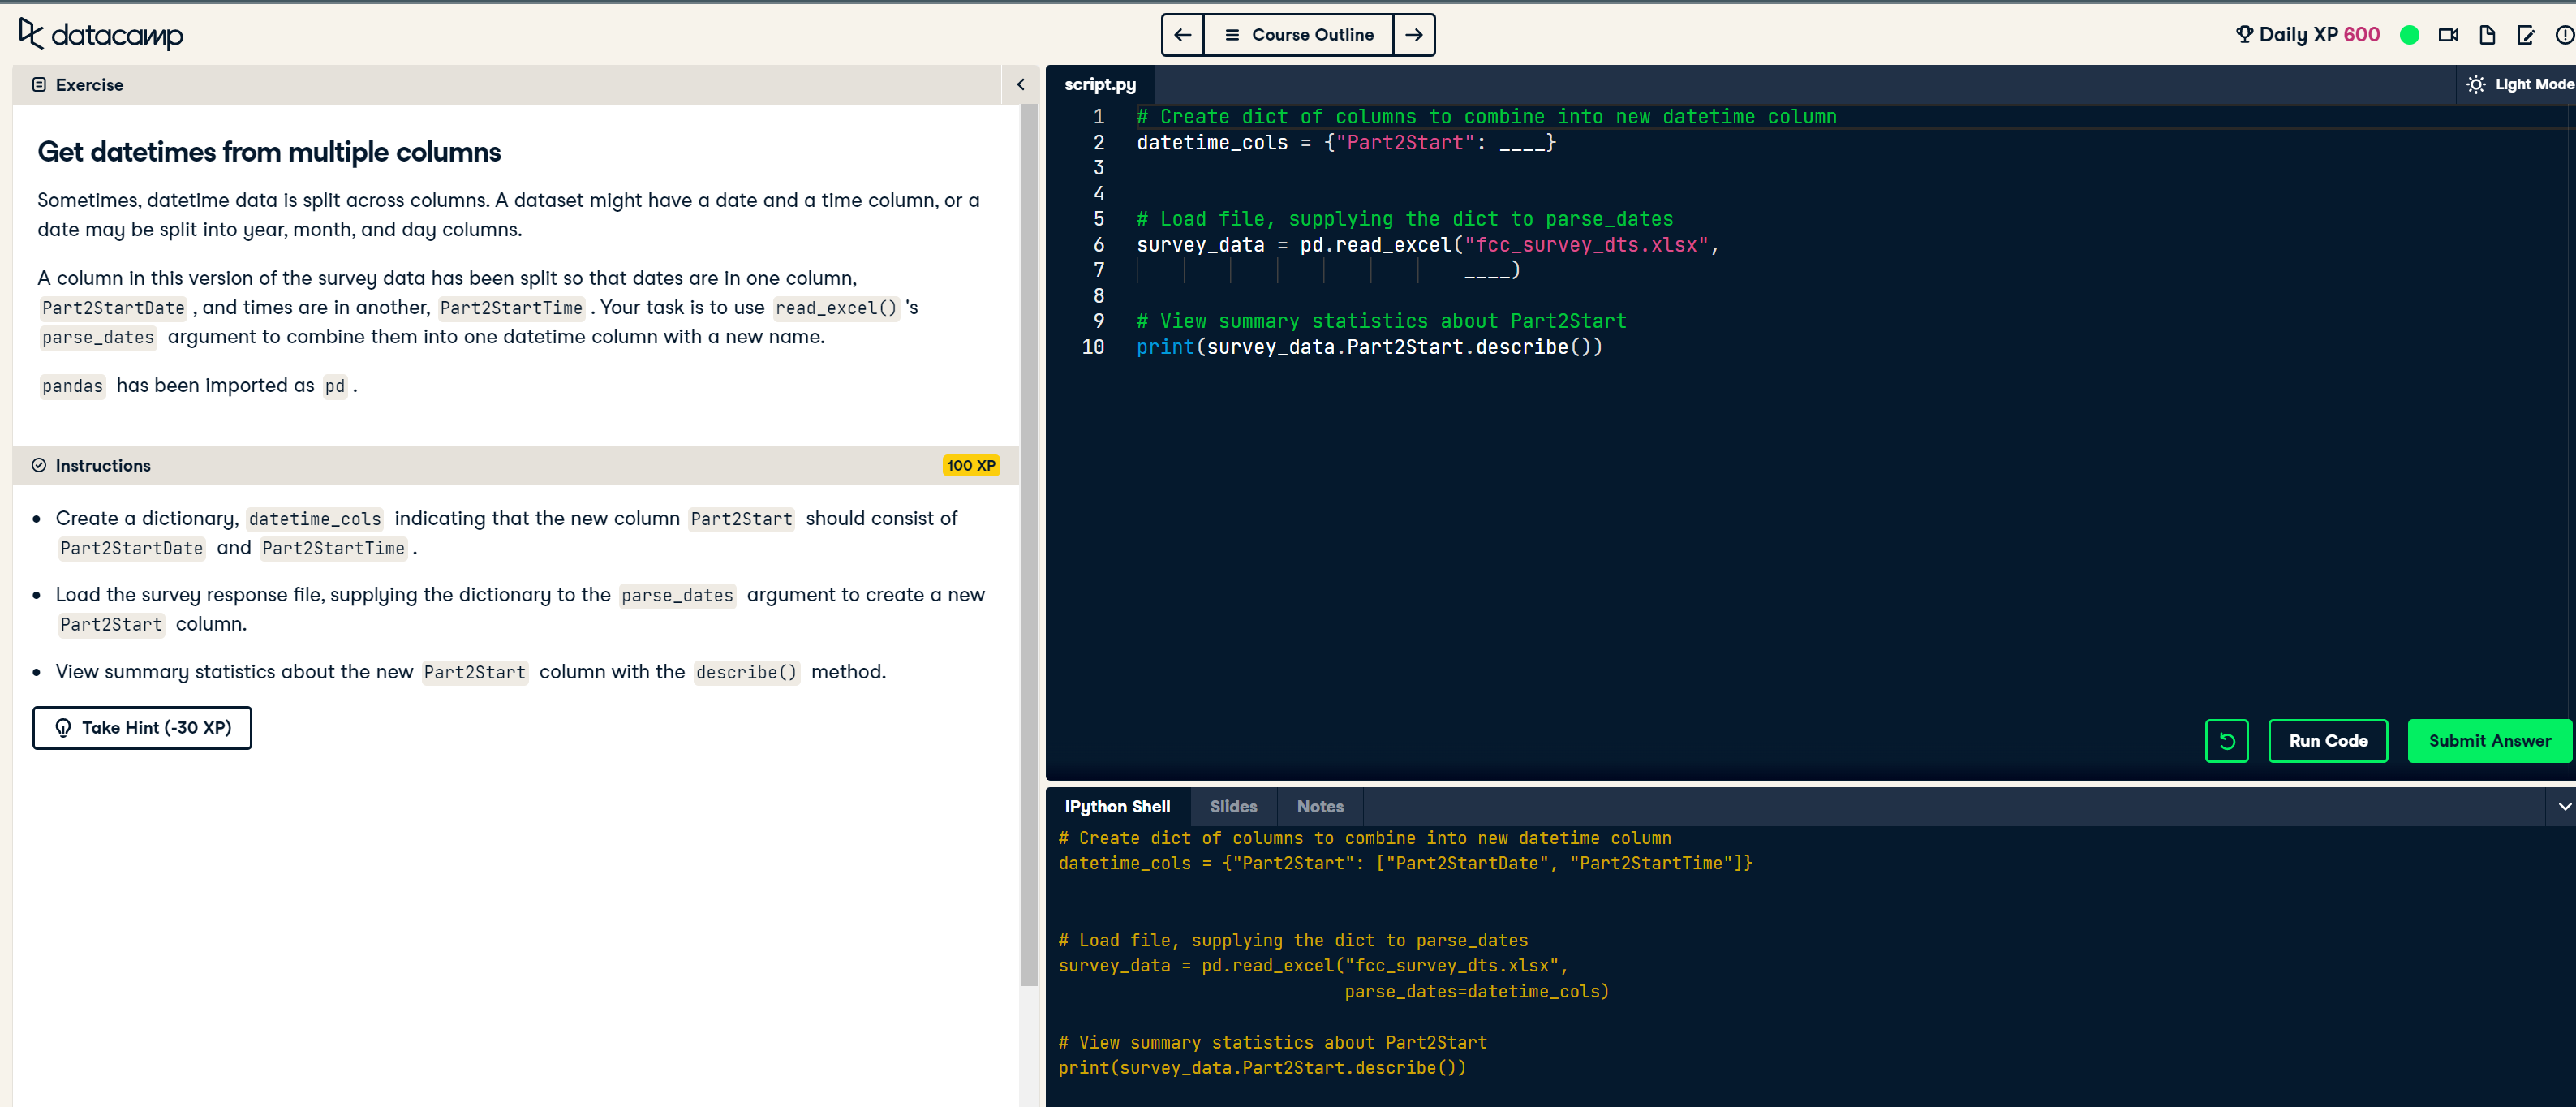 datacamp
Course Outline
Daily XP 600
Exercise
Get datetimes from multiple columns
Sometimes, datetime data is split across columns. A dataset might have a date and a time column, or a
date may be split into year, month, and day columns.
A column in this version of the survey data has been split so that dates are in one column,
Part2StartDate , and times are in another, Part2StartTime . Your task is to use read_excel() 's
parse_dates argument to combine them into one datetime column with a new name.
pandas has been imported as pd .
Instructions
100 XP
• Create a dictionary, datetime_cols indicating that the new column Part2Start should consist of
Part2StartDate and Part2StartTime .
• Load the survey response file, supplying the dictionary to the parse_dates argument to create a new
Part2Start column.
• View summary statistics about the new Part2Start column with the describe() method.
Take Hint (-30 XP)
script.py
Light Mode
1 # Create dict of columns to combine into new datetime column
2 datetime_cols = {"Part2Start": ____}
3
4
5 # Load file, supplying the dict to parse_dates
6 survey_data = pd.read_excel("fcc_survey_dts.xlsx",
7 ____)
8
9 # View summary statistics about Part2Start
10 print(survey_data.Part2Start.describe())
Run Code
Submit Answer
IPython Shell
Slides
Notes
# Create dict of columns to combine into new datetime column
datetime_cols = {"Part2Start": ["Part2StartDate", "Part2StartTime"]}
# Load file, supplying the dict to parse_dates
survey_data = pd.read_excel("fcc_survey_dts.xlsx",
parse_dates=datetime_cols)
# View summary statistics about Part2Start
print(survey_data.Part2Start.describe())